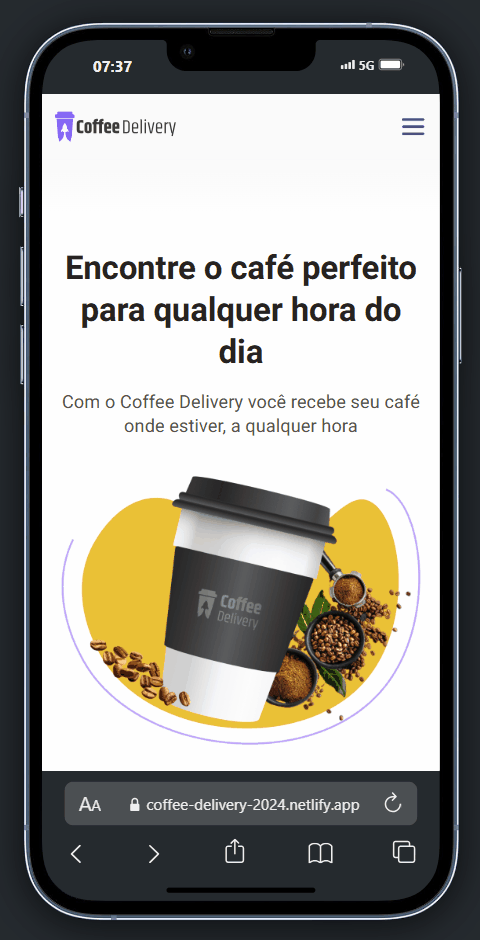 07:37
5G
Coffee Delivery
Encontre o café perfeito
para qualquer hora do
dia
Com o Coffee Delivery você recebe seu café
onde estiver, a qualquer hora
Coffee
Delivery
AA
coffee-delivery-2024.netlify.app